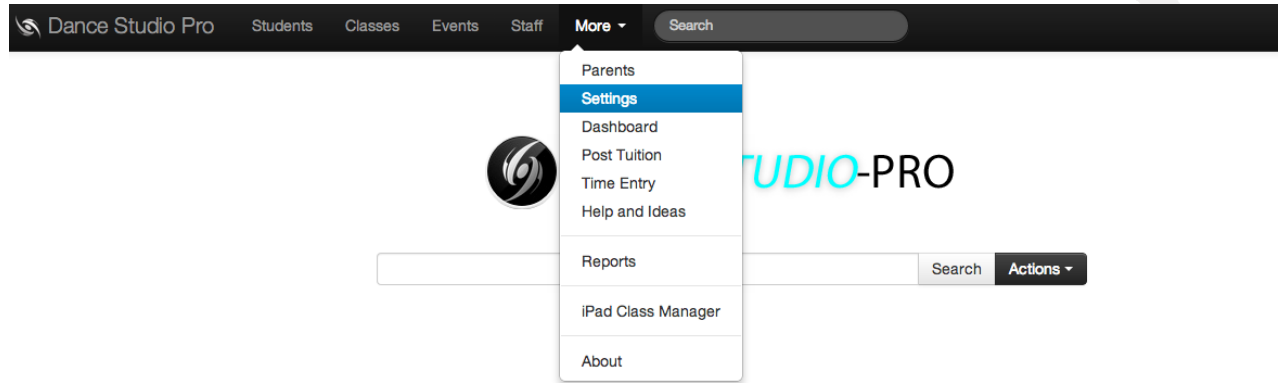 Dance Studio Pro Students Classes Events Staff More Search
Parents
Settings
Dashboard
Post Tuition
Time Entry
Help and Ideas
Reports
iPad Class Manager
About
TUDIO-PRO
Search Actions